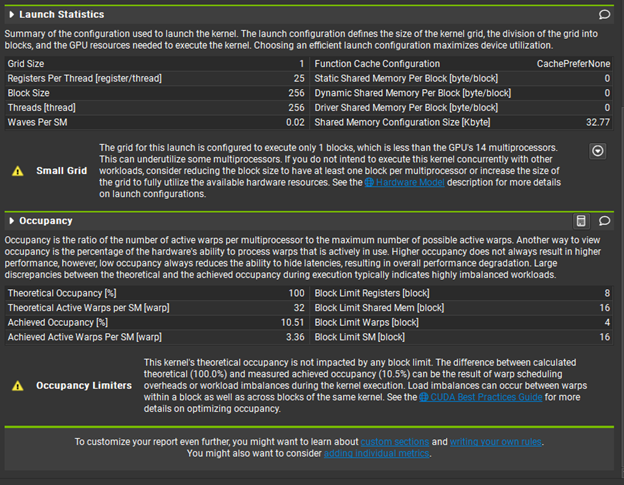 Launch Statistics
Summary of the configuration used to launch the kernel. The launch configuration defines the size of the kernel grid, the division of the grid into
blocks, and the GPU resources needed to execute the kernel. Choosing an efficient launch configuration maximizes device utilization.
Grid Size 1 Function Cache Configuration CachePreferNone
Registers Per Thread [register/thread] 25 Static Shared Memory Per Block [byte/block] 0
Block Size 256 Dynamic Shared Memory Per Block [byte/block] 0
Threads [thread] 256 Driver Shared Memory Per Block [byte/block] 0
Waves Per SM 0.02 Shared Memory Configuration Size [Kbyte] 32.77
The grid for this launch is configured to execute only 1 blocks, which is less than the GPU's 14 multiprocessors.
This can underutilize some multiprocessors. If you do not intend to execute this kernel concurrently with other
Small Grid workloads, consider reducing the block size to have at least one block per multiprocessor or increase the size of
the grid to fully utilize the available hardware resources. See the Hardware Model description for more details
on launch configurations.
Occupancy
Occupancy is the ratio of the number of active warps per multiprocessor to the maximum number of possible active warps. Another way to view
occupancy is the percentage of the hardware's ability to process warps that is actively in use. Higher occupancy does not always result in higher
performance, however, low occupancy always reduces the ability to hide latencies, resulting in overall performance degradation. Large
discrepancies between the theoretical and the achieved occupancy during execution typically indicates highly imbalanced workloads.
Theoretical Occupancy [%] 100 Block Limit Registers [block] 8
Theoretical Active Warps per SM [warp] 32 Block Limit Shared Mem [block] 16
Achieved Occupancy [%] 10.51 Block Limit Warps [block] 4
Achieved Active Warps Per SM [warp] 3.36 Block Limit SM [block] 16
This kernel's theoretical occupancy is not impacted by any block limit. The difference between calculated
theoretical (100.0%) and measured achieved occupancy (10.5%) can be the result of warp scheduling
Occupancy Limiters overheads or workload imbalances during the kernel execution. Load imbalances can occur between warps
within a block as well as across blocks of the same kernel. See the CUDA Best Practices Guide for more
details on optimizing occupancy.
To customize your report even further, you might want to learn about custom sections and writing your own rules.
You might also want to consider adding individual metrics.